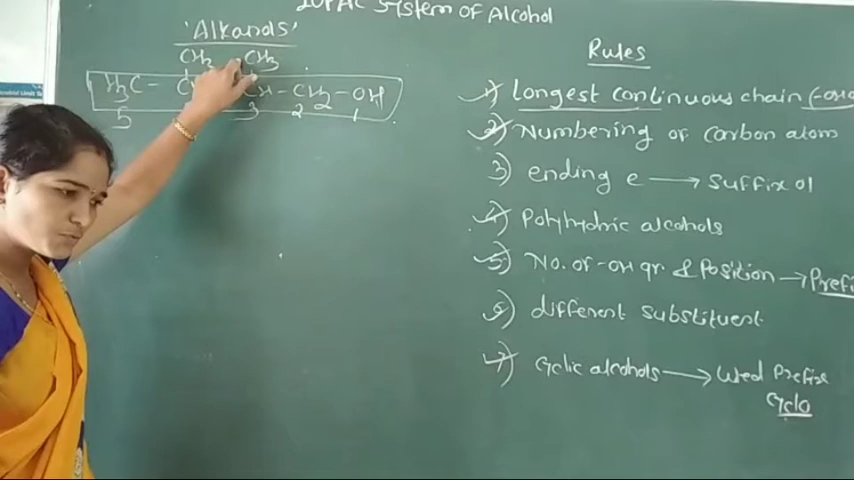 IUPAC System of Alcohol
'Alkanols'
CH3 CH3
H3C - CH - CH2 - OH
5 3 2 1
Rules
1) Longest continuous chain (-OH
2) Numbering of carbon atom
3) ending e → suffix ol
4) Polyhydric alcohols
5) No. of -OH gr. & Position → Prefi
6) different substituent
7) cyclic alcohols → Used Prefix
cyclo